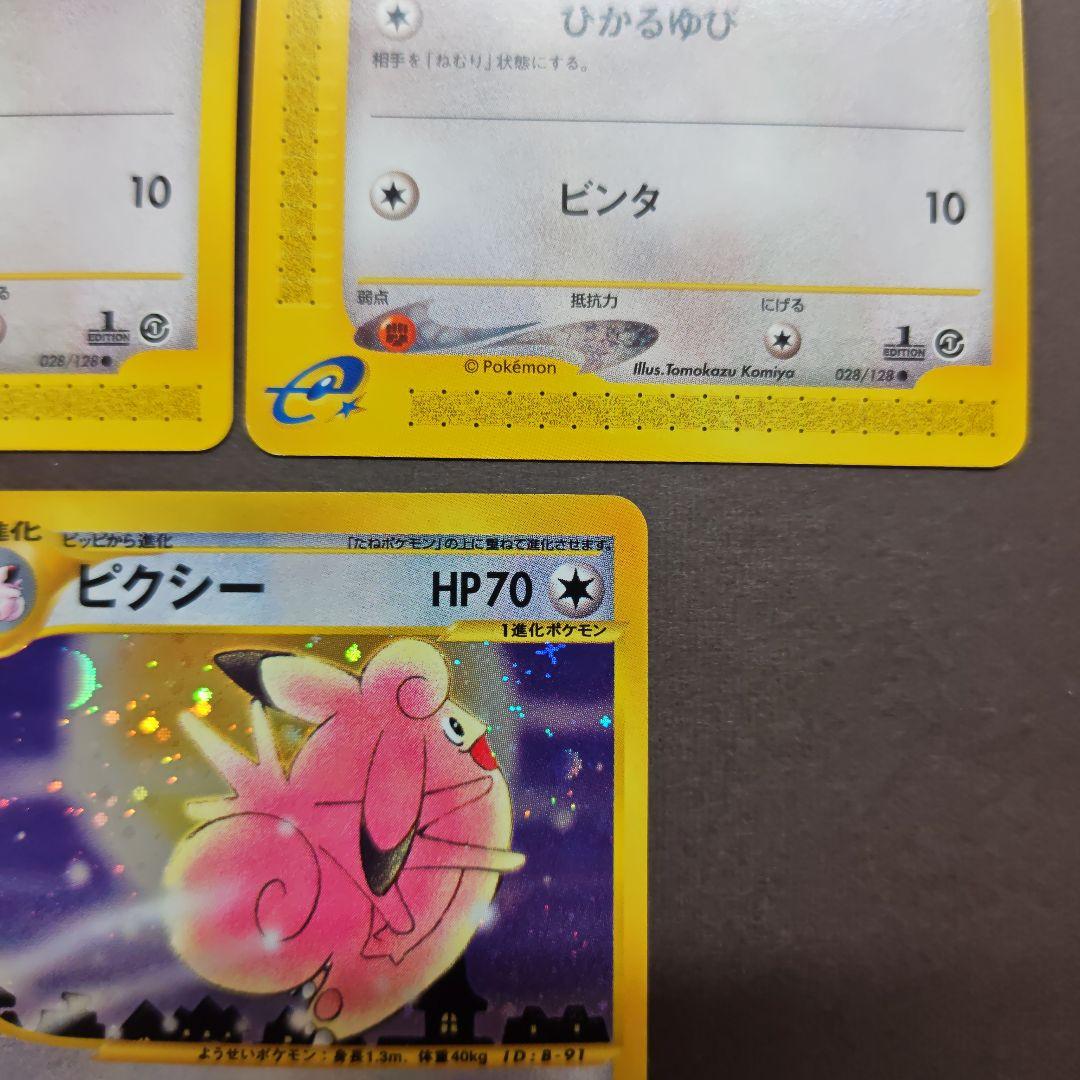 10
る
1
EDITION
028/128●
ひかるゆび
相手を「ねむり」状態にする。
ビンタ 10
弱点 抵抗力 にげる
1
EDITION
© Pokémon Illus.Tomokazu Komiya 028/128●
進化 ピッピから進化 「たねポケモン」の上に重ねて進化させます。
ピクシー HP70
1進化ポケモン
ようせいポケモン：身長1.3m. 体重40kg ID:B-91